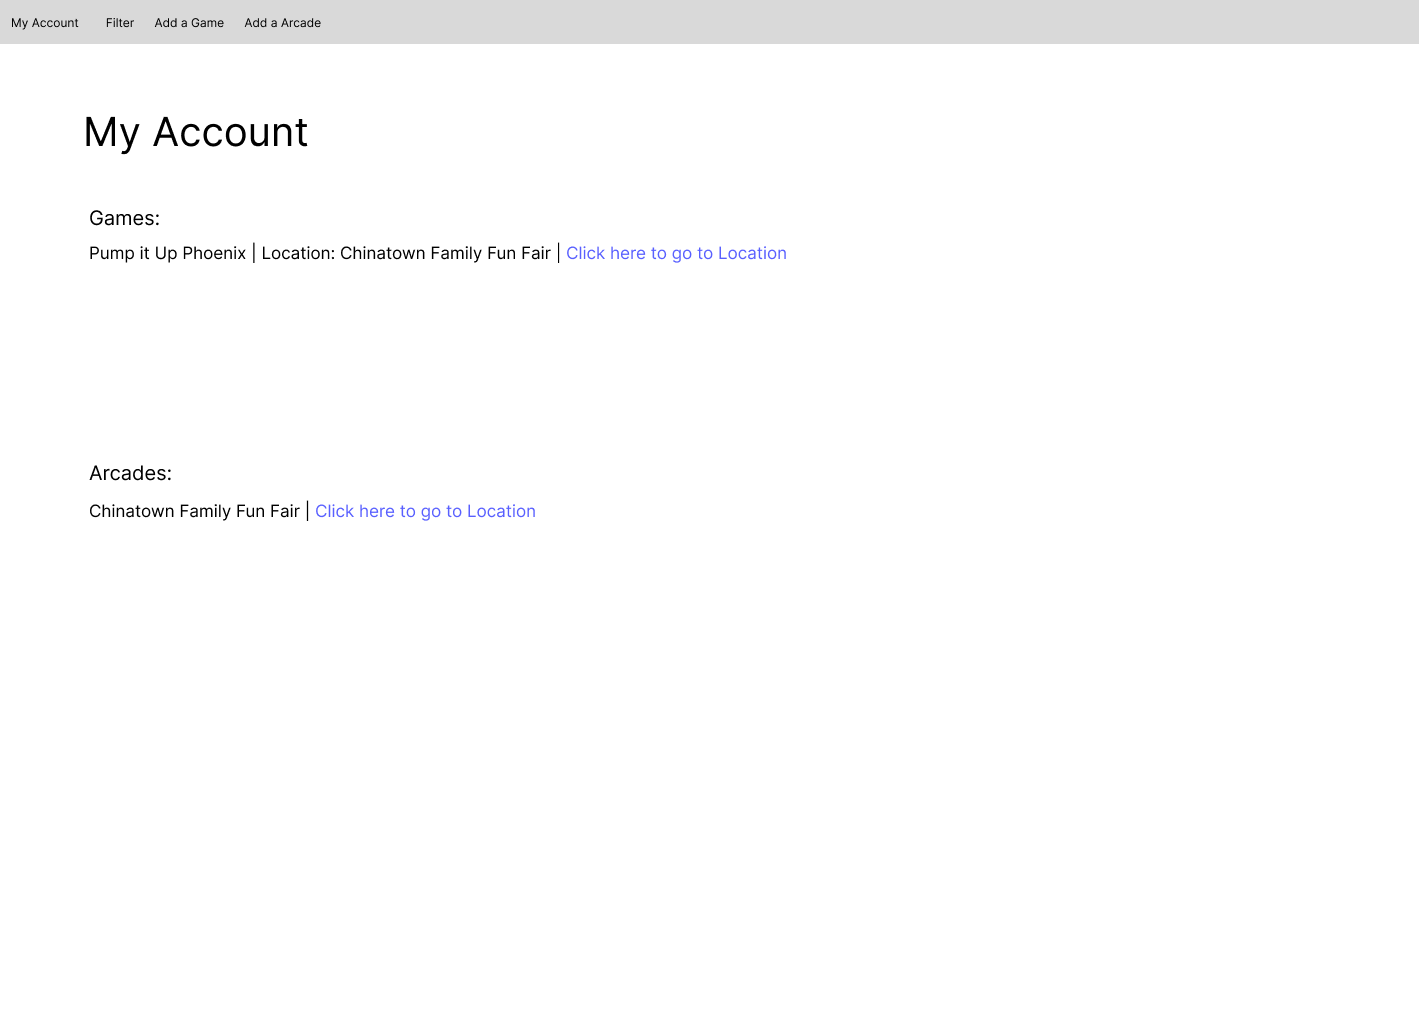 My Account Filter Add a Game Add a Arcade
My Account
Games:
Pump it Up Phoenix | Location: Chinatown Family Fun Fair | Click here to go to Location
Arcades:
Chinatown Family Fun Fair | Click here to go to Location